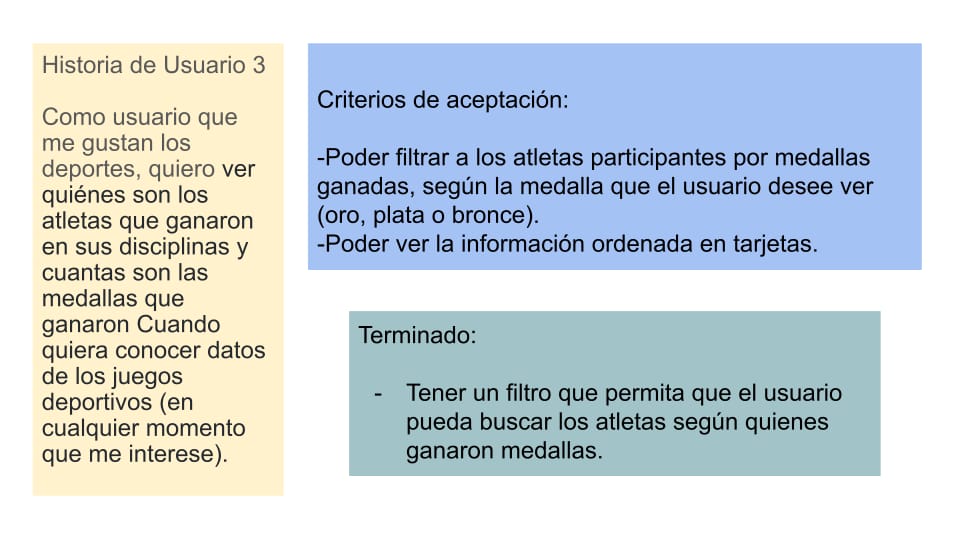 Historia de Usuario 3
Como usuario que
me gustan los
deportes, quiero ver
quiénes son los
atletas que ganaron
en sus disciplinas y
cuantas son las
medallas que
ganaron Cuando
quiera conocer datos
de los juegos
deportivos (en
cualquier momento
que me interese).
Criterios de aceptación:
-Poder filtrar a los atletas participantes por medallas
ganadas, según la medalla que el usuario desee ver
(oro, plata o bronce).
-Poder ver la información ordenada en tarjetas.
Terminado:
- Tener un filtro que permita que el usuario
pueda buscar los atletas según quienes
ganaron medallas.